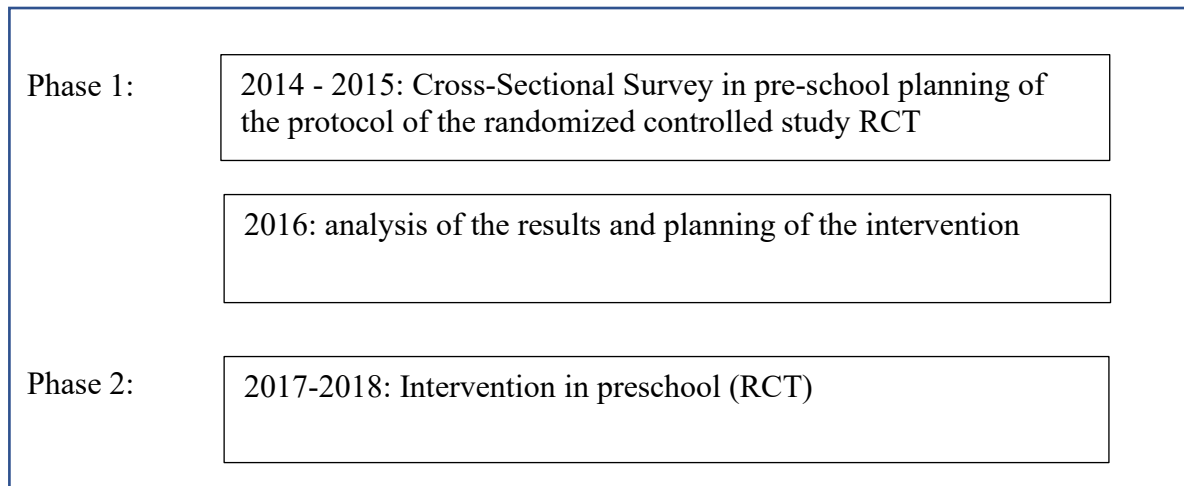 Phase 1:
2014 - 2015: Cross-Sectional Survey in pre-school planning of
the protocol of the randomized controlled study RCT
2016: analysis of the results and planning of the intervention
Phase 2:
2017-2018: Intervention in preschool (RCT)